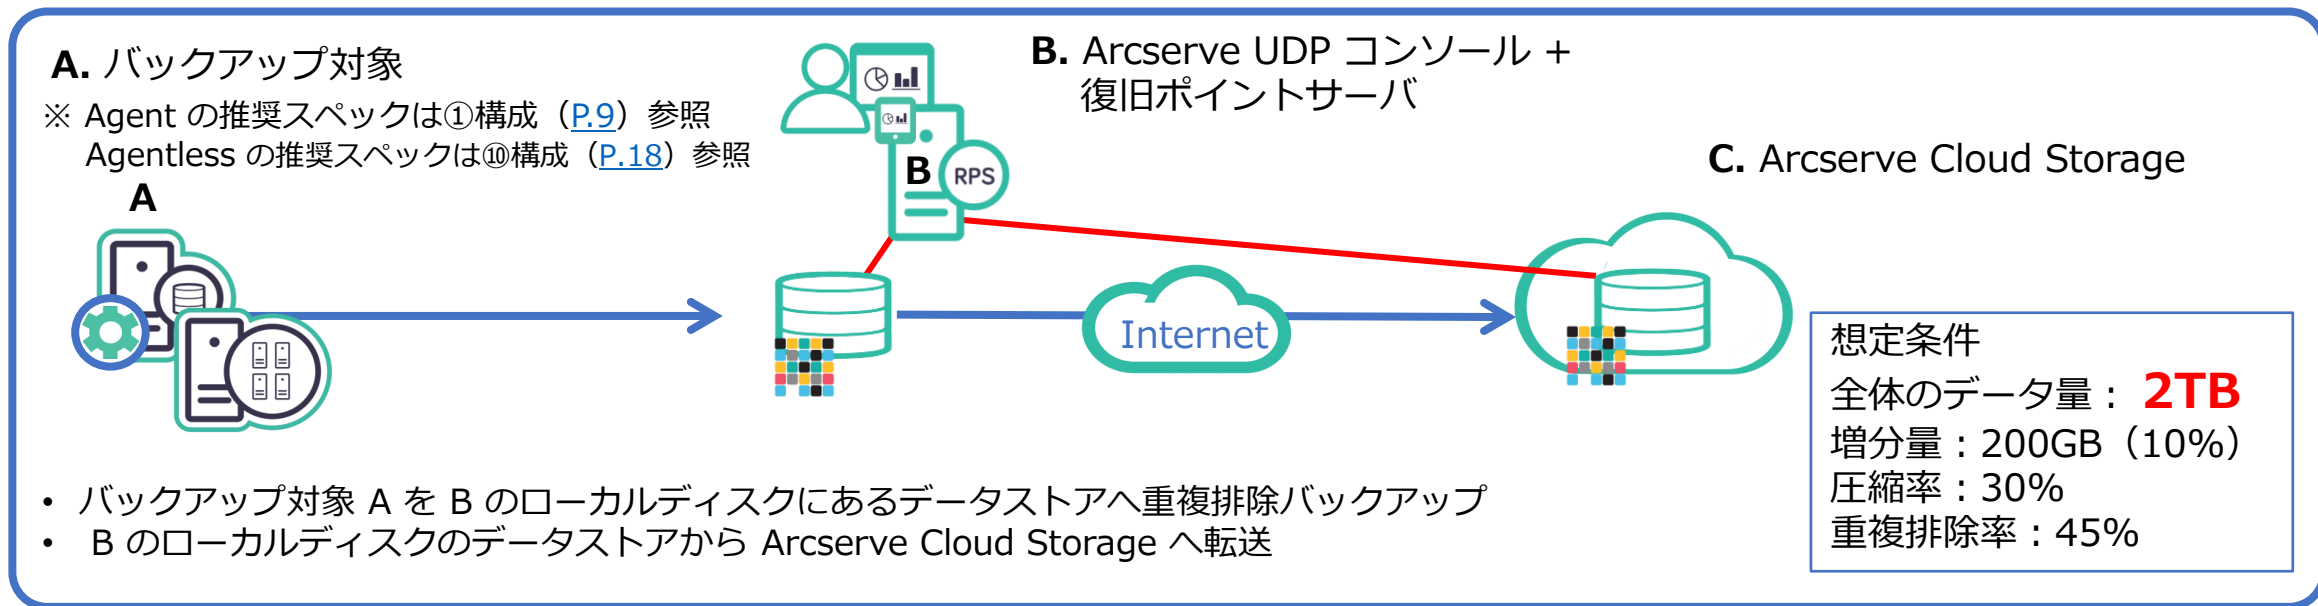 A. バックアップ対象
※ Agent の推奨スペックは①構成（P.9）参照
Agentless の推奨スペックは⑩構成（P.18）参照
A
B. Arcserve UDP コンソール +
復旧ポイントサーバ
B
RPS
C. Arcserve Cloud Storage
Internet
想定条件
全体のデータ量： 2TB
増分量：200GB（10%）
圧縮率：30%
重複排除率：45%
• バックアップ対象 A を B のローカルディスクにあるデータストアへ重複排除バックアップ
• B のローカルディスクのデータストアから Arcserve Cloud Storage へ転送